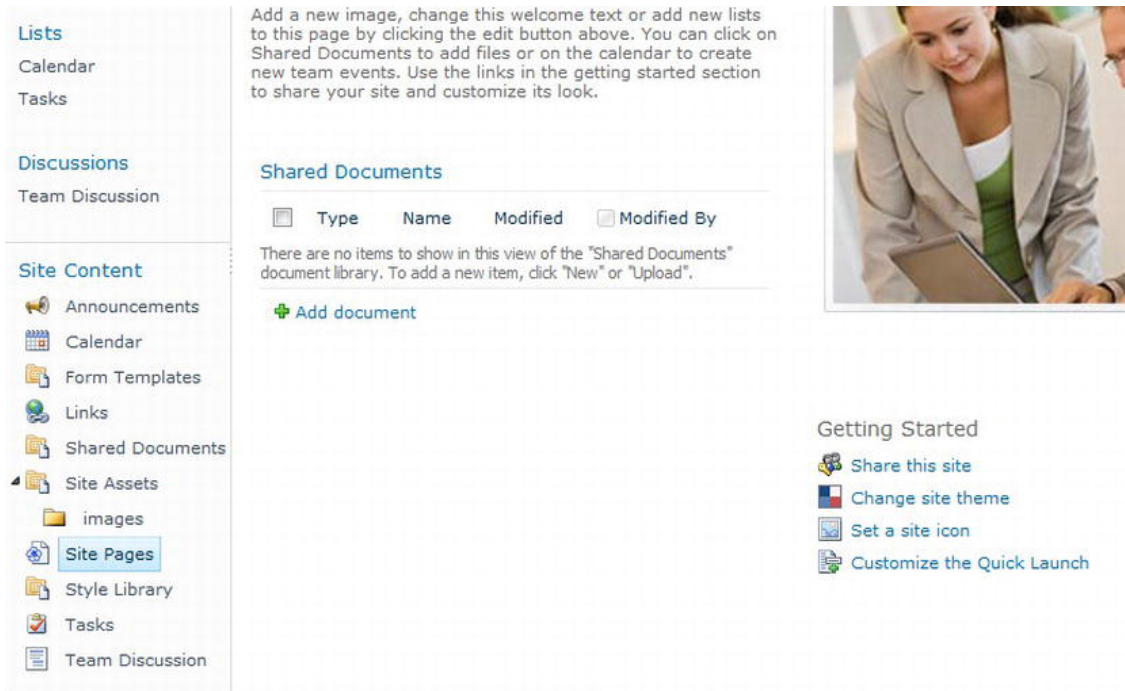 Lists
Calendar
Tasks
Discussions
Team Discussion
Site Content
Announcements
Calendar
Form Templates
Links
Shared Documents
Site Assets
images
Site Pages
Style Library
Tasks
Team Discussion
Add a new image, change this welcome text or add new lists
to this page by clicking the edit button above. You can click on
Shared Documents to add files or on the calendar to create
new team events. Use the links in the getting started section
to share your site and customize its look.
Shared Documents
Type Name Modified Modified By
There are no items to show in this view of the "Shared Documents"
document library. To add a new item, click "New" or "Upload".
Add document
Getting Started
Share this site
Change site theme
Set a site icon
Customize the Quick Launch